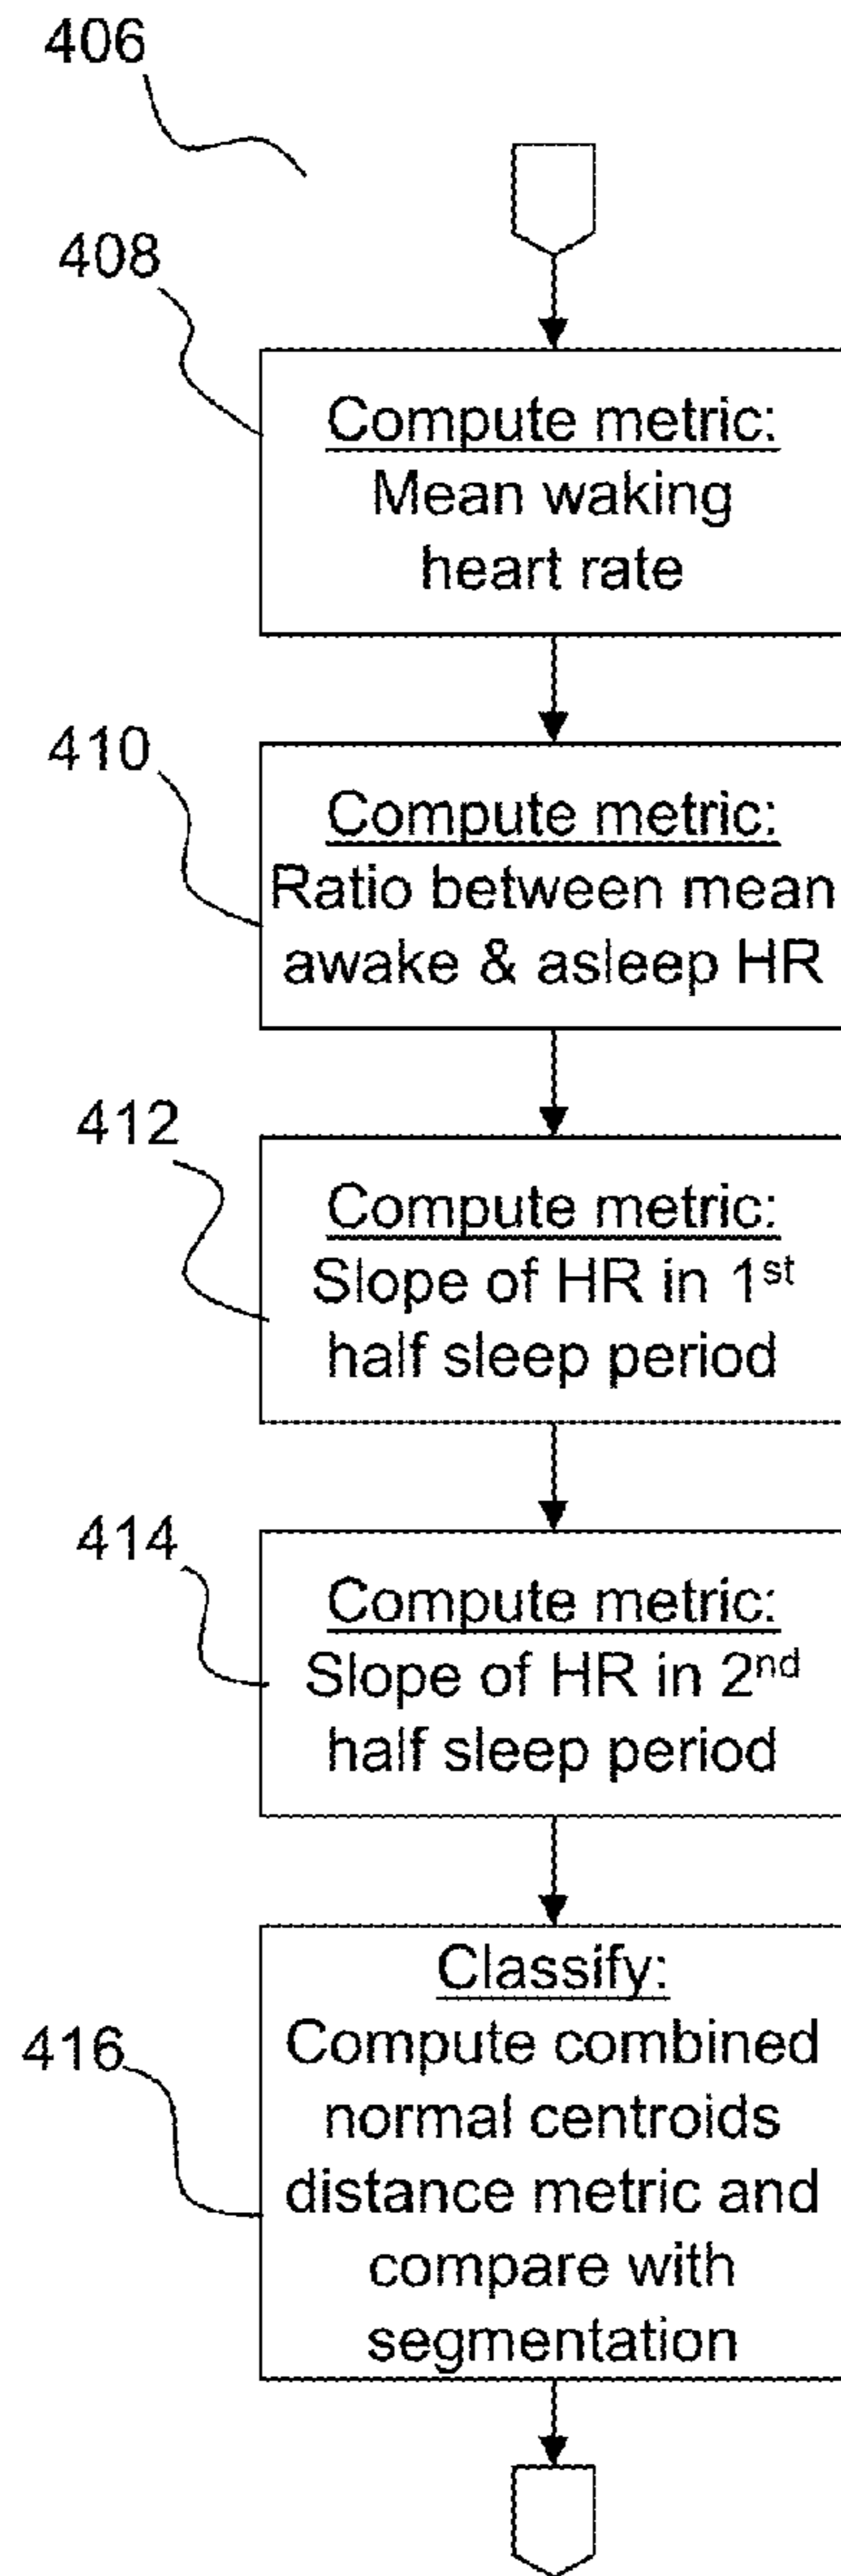 406
408
Compute metric:
Mean waking
heart rate
410
Compute metric:
Ratio between mean
awake & asleep HR
412
Compute metric:
Slope of HR in 1st
half sleep period
414
Compute metric:
Slope of HR in 2nd
half sleep period
416
Classify:
Compute combined
normal centroids
distance metric and
compare with
segmentation